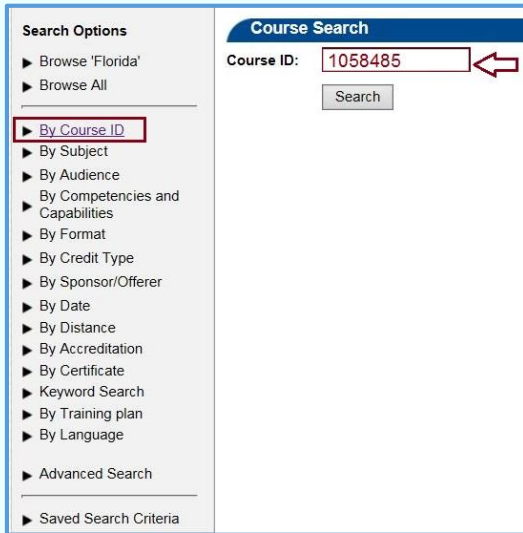 Search Options
Browse 'Florida'
Browse All
By Course ID
By Subject
By Audience
By Competencies and
Capabilities
By Format
By Credit Type
By Sponsor/Offerer
By Date
By Distance
By Accreditation
By Certificate
Keyword Search
By Training plan
By Language
Advanced Search
Saved Search Criteria
Course Search
Course ID: 1058485
Search